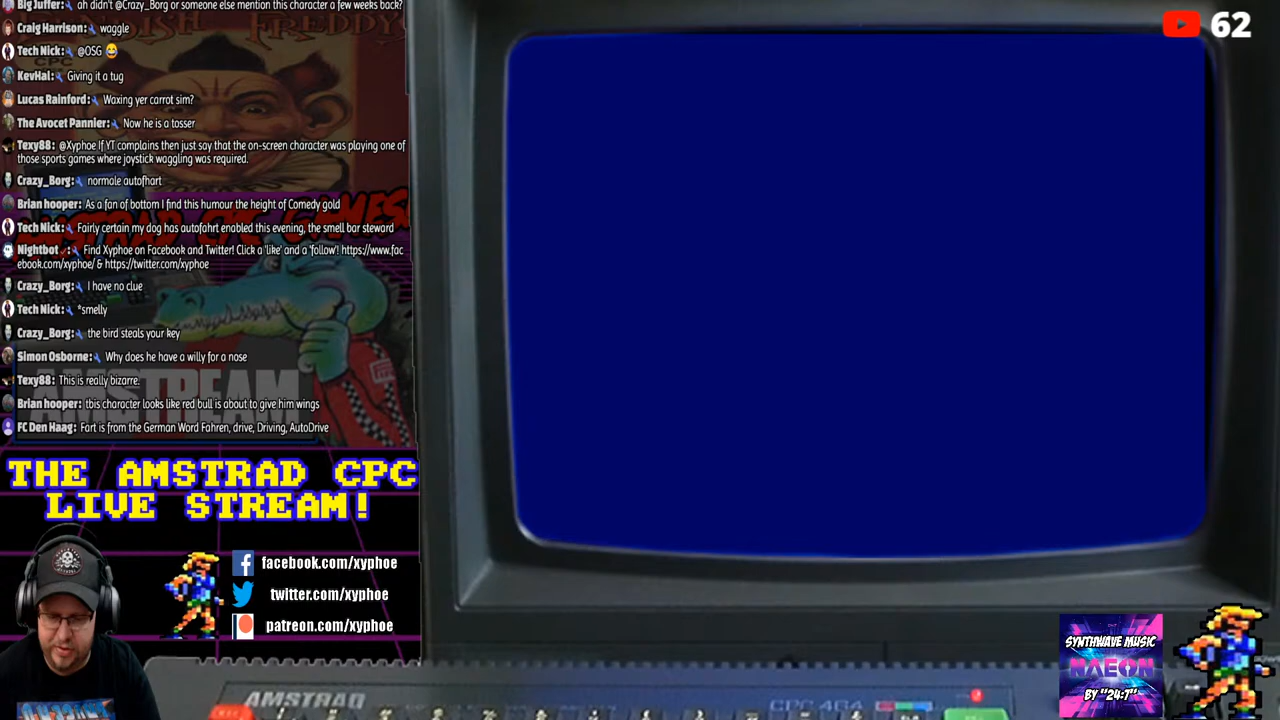 BigJuffer: ah didn't @Crazy_Borg or someone else mention this character a few weeks back?
Craig Harrison: waggle
Tech Nick: @OSG 😂
KevHal: Giving it a tug
Lucas Rainford: Waxing yer carrot sim?
The Avocet Pannier: Now he is a tosser
Texy88: @Xyphoe If YT complains then just say that the on-screen character was playing one of
those sports games where joystick waggling was required.
Crazy_Borg: normale autofhart
Brian hooper: As a fan of bottom I find this humour the height of Comedy gold
Tech Nick: Fairly certain my dog has autofahrt enabled this evening, the smell bar steward
Nightbot: Find Xyphoe on Facebook and Twitter! Click a 'like' and a 'follow'! https://www.fac
ebook.com/xyphoe/ & https://twitter.com/xyphoe
Crazy_Borg: I have no clue
Tech Nick: *smelly
Crazy_Borg: the bird steals your key
Simon Osborne: Why does he have a willy for a nose
Texy88: This is really bizarre.
Brian hooper: tbis character looks like red bull is about to give him wings
AMSTREAM
FC Den Haag: Fart is from the German Word Fahren, drive, Driving, AutoDrive
THE AMSTRAD CPC
LIVE STREAM!
facebook.com/xyphoe
twitter.com/xyphoe
patreon.com/xyphoe
62
SYNTHWAVE MUSIC
NAEON
BY "24:7"
AMSTRAD
CPC 464